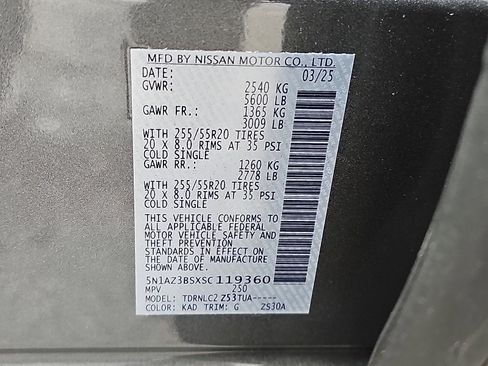 MFD BY NISSAN MOTOR CO., LTD.
DATE: 03/25
GVWR: 2540 KG
5600 LB
GAWR FR.: 1365 KG
3009 LB
WITH 255/55R20 TIRES
20 X 8.0 RIMS AT 35 PSI
COLD SINGLE
GAWR RR.: 1260 KG
2778 LB
WITH 255/55R20 TIRES
20 X 8.0 RIMS AT 35 PSI
COLD SINGLE
THIS VEHICLE CONFORMS TO
ALL APPLICABLE FEDERAL
MOTOR VEHICLE SAFETY AND
THEFT PREVENTION
STANDARDS IN EFFECT ON
THE DATE OF MANUFACTURE
SHOWN ABOVE.
5N1AZ3BSXSC119360
MPV 250
MODEL: TDRNLC2 Z53TUA-----
COLOR: KAD TRIM: G ZS30A